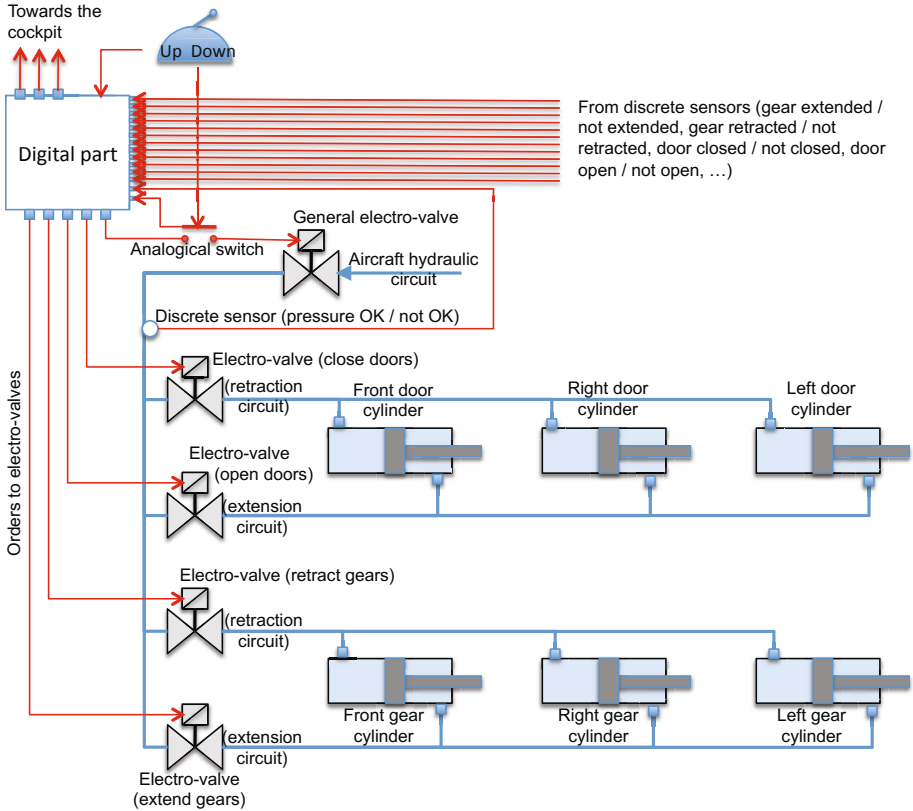 Towards the
cockpit
Up Down
Digital part
From discrete sensors (gear extended /
not extended, gear retracted / not
retracted, door closed / not closed, door
open / not open, …)
General electro-valve
Analogical switch
Aircraft hydraulic
circuit
Discrete sensor (pressure OK / not OK)
Orders to electro-valves
Electro-valve (close doors)
(retraction
circuit)
Front door
cylinder
Right door
cylinder
Left door
cylinder
Electro-valve
(open doors)
(extension
circuit)
Electro-valve (retract gears)
(retraction
circuit)
Front gear
cylinder
Right gear
cylinder
Left gear
cylinder
(extension
circuit)
Electro-valve
(extend gears)